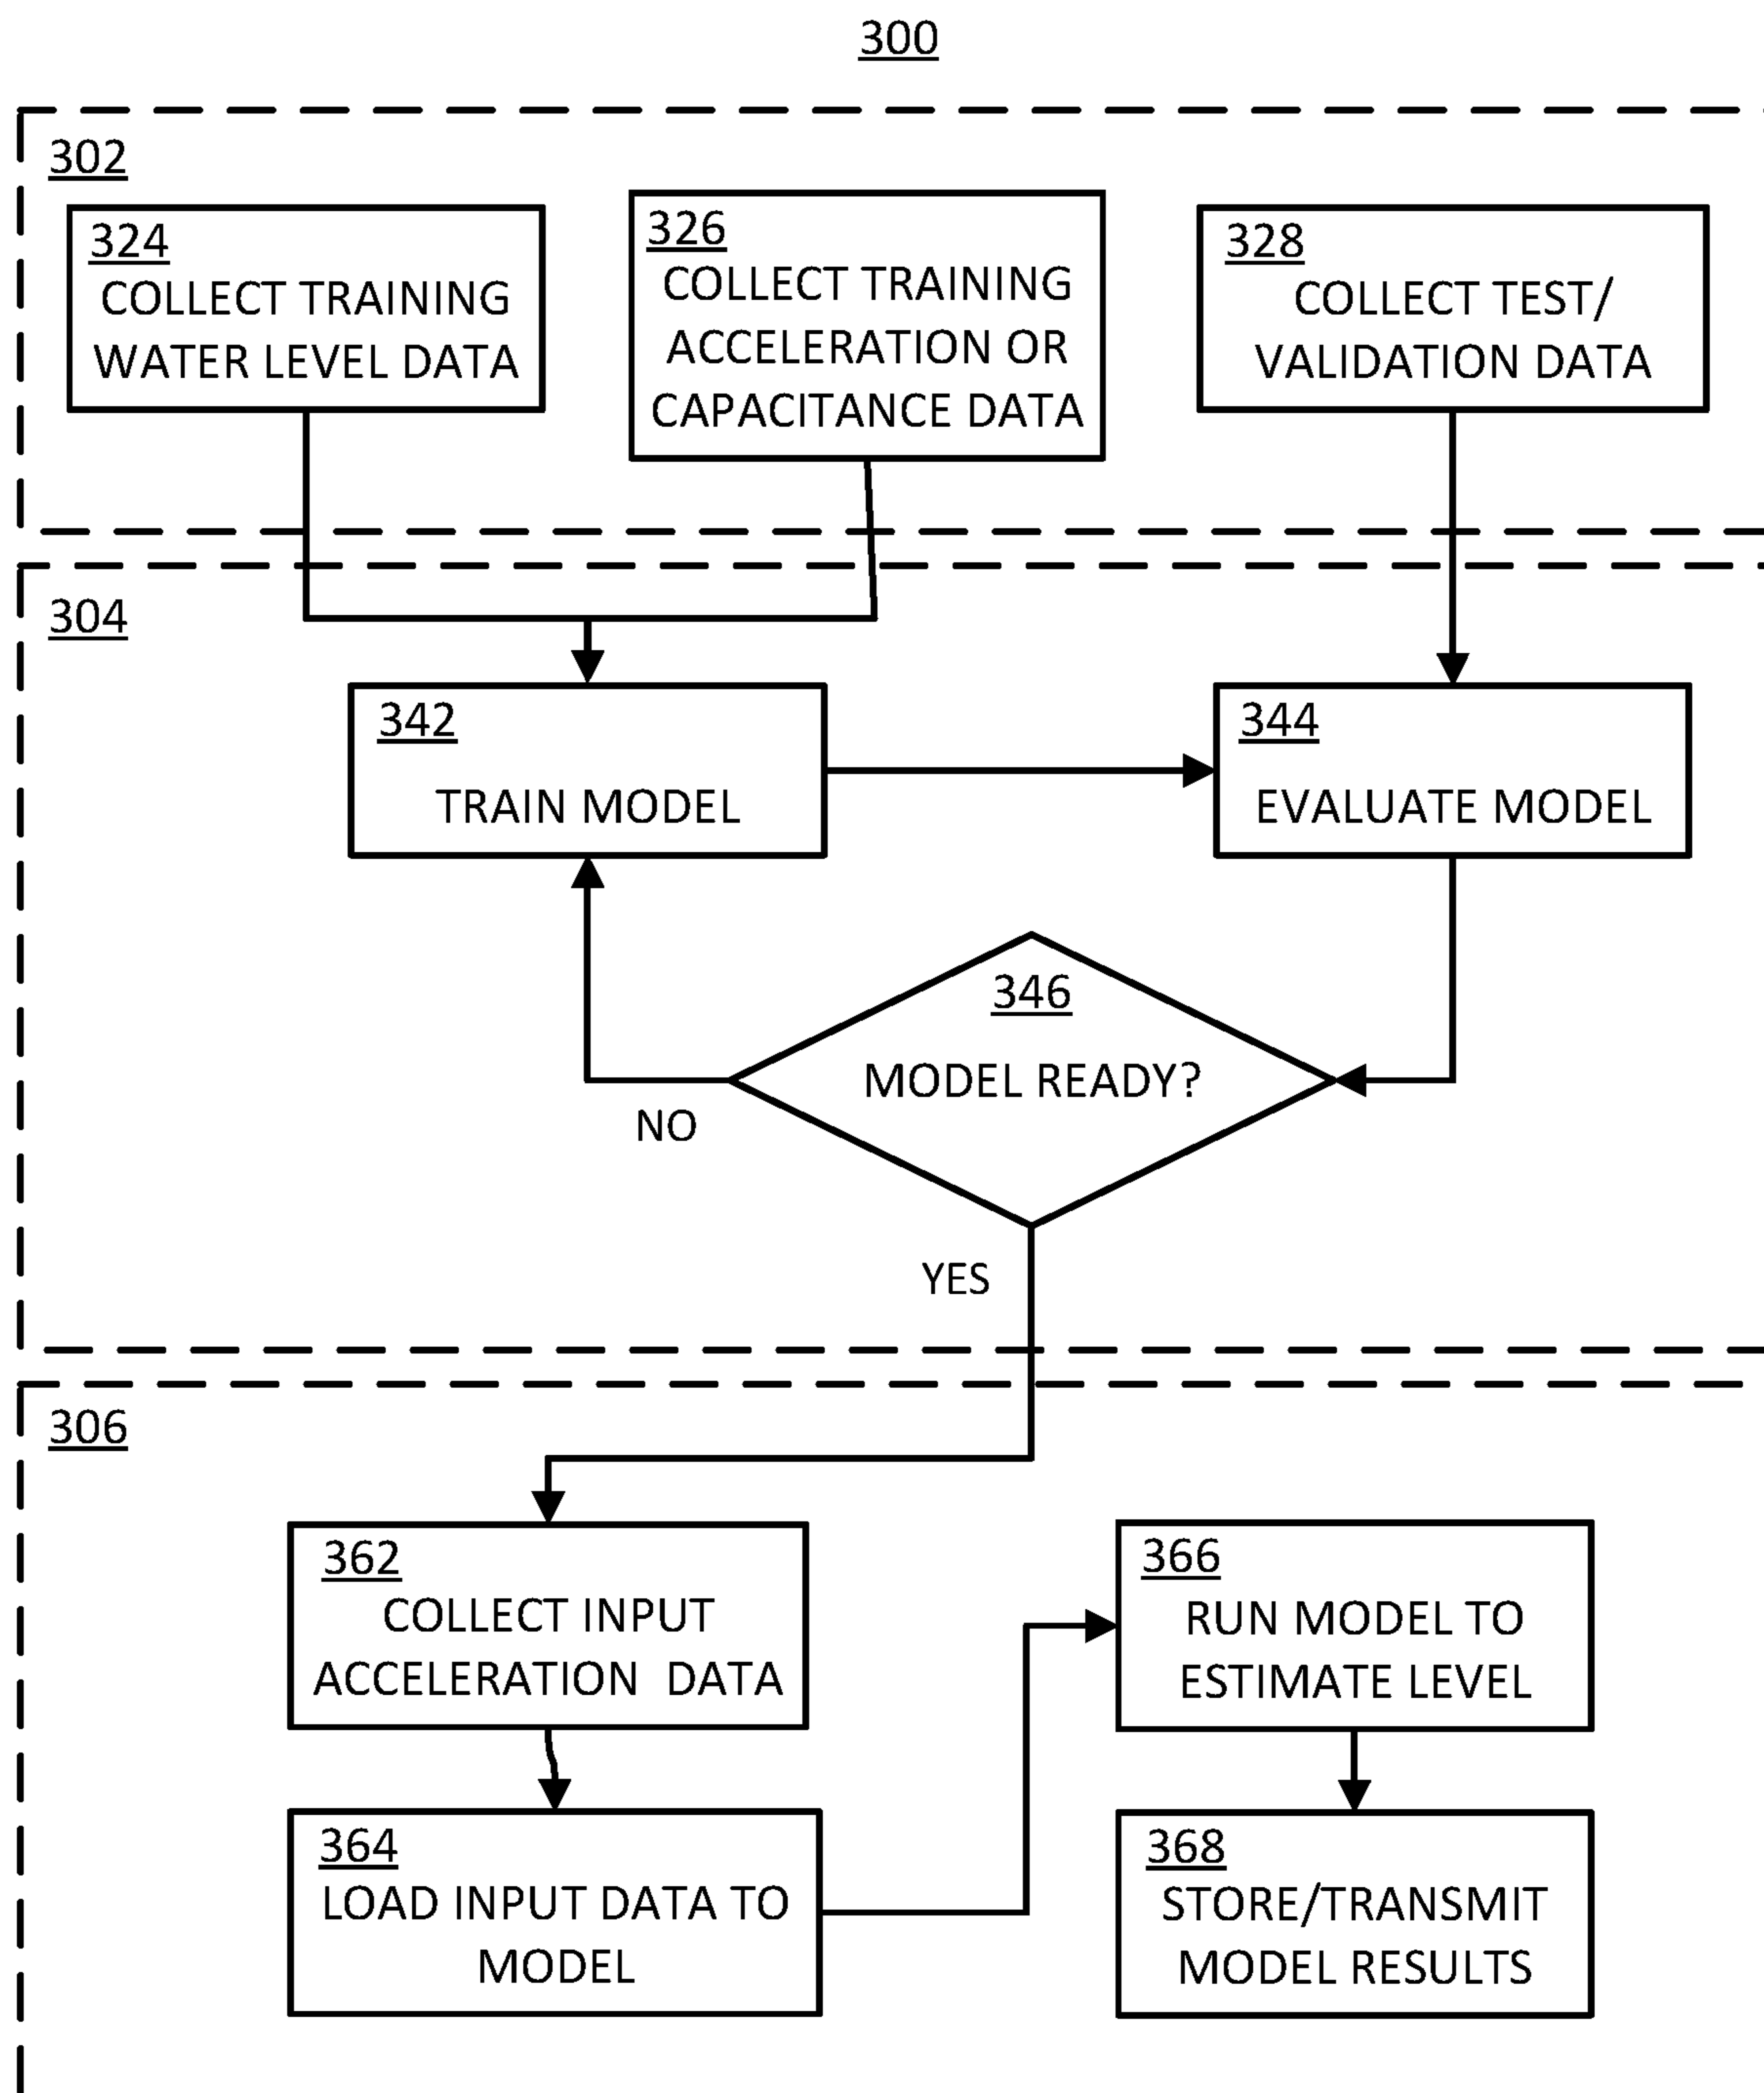 300
302
324
COLLECT TRAINING
WATER LEVEL DATA
326
COLLECT TRAINING
ACCELERATION OR
CAPACITANCE DATA
328
COLLECT TEST/
VALIDATION DATA
304
342
TRAIN MODEL
344
EVALUATE MODEL
346
MODEL READY?
NO
YES
306
362
COLLECT INPUT
ACCELERATION DATA
364
LOAD INPUT DATA TO
MODEL
366
RUN MODEL TO
ESTIMATE LEVEL
368
STORE/TRANSMIT
MODEL RESULTS